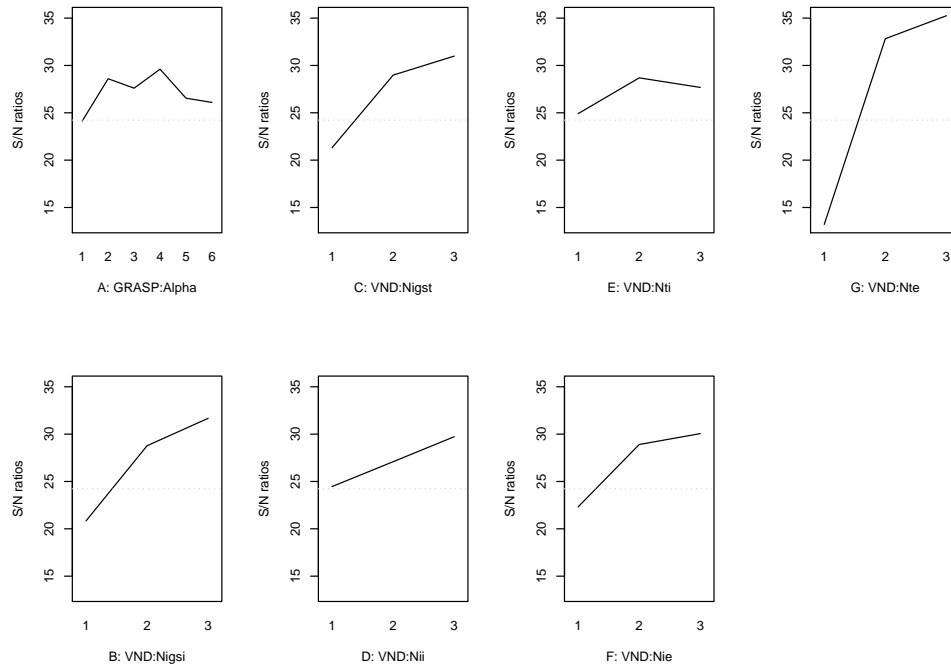 35
30
25
20
15
S/N ratios
1 2 3 4 5 6
A: GRASP:Alpha
35
30
25
20
15
S/N ratios
1 2 3
C: VND:Nigst
35
30
25
20
15
S/N ratios
1 2 3
E: VND:Nti
35
30
25
20
15
S/N ratios
1 2 3
G: VND:Nte
35
30
25
20
15
S/N ratios
1 2 3
B: VND:Nigsi
35
30
25
20
15
S/N ratios
1 2 3
D: VND:Nii
35
30
25
20
15
S/N ratios
1 2 3
F: VND:Nie